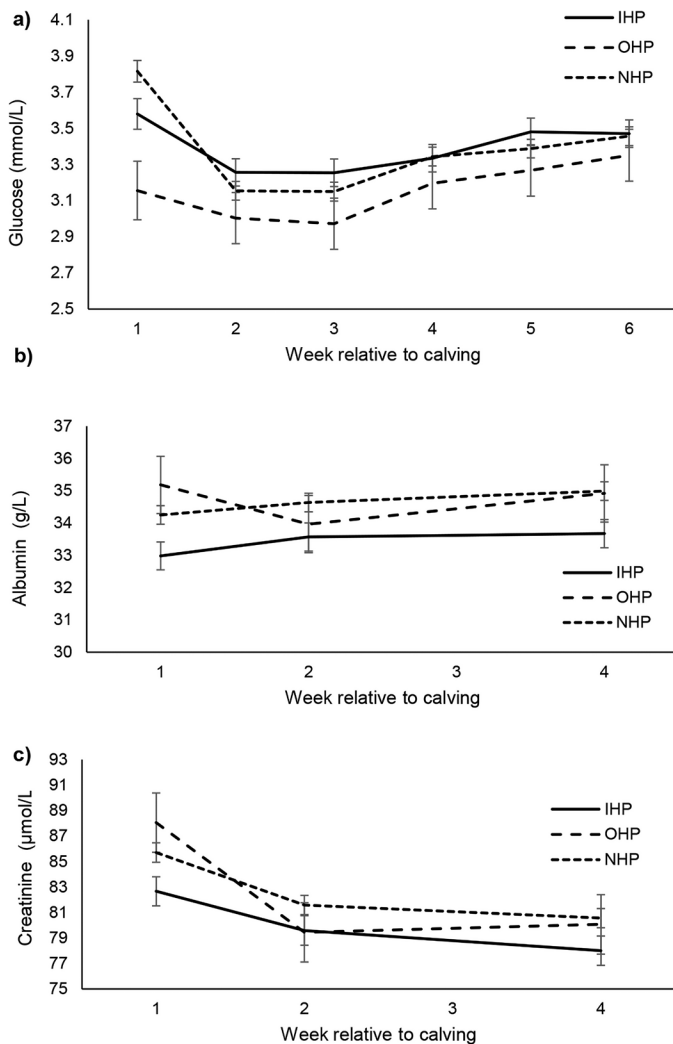 a)
4.1
3.9
3.7
3.5
3.3
3.1
2.9
2.7
2.5
Glucose (mmol/L)
IHP
OHP
NHP
1 2 3 4 5 6
Week relative to calving
b)
37
36
35
34
33
32
31
30
Albumin (g/L)
IHP
OHP
NHP
1 2 3 4
Week relative to calving
c)
93
91
89
87
85
83
81
79
77
75
Creatinine (µmol/L
IHP
OHP
NHP
1 2 3 4
Week relative to calving